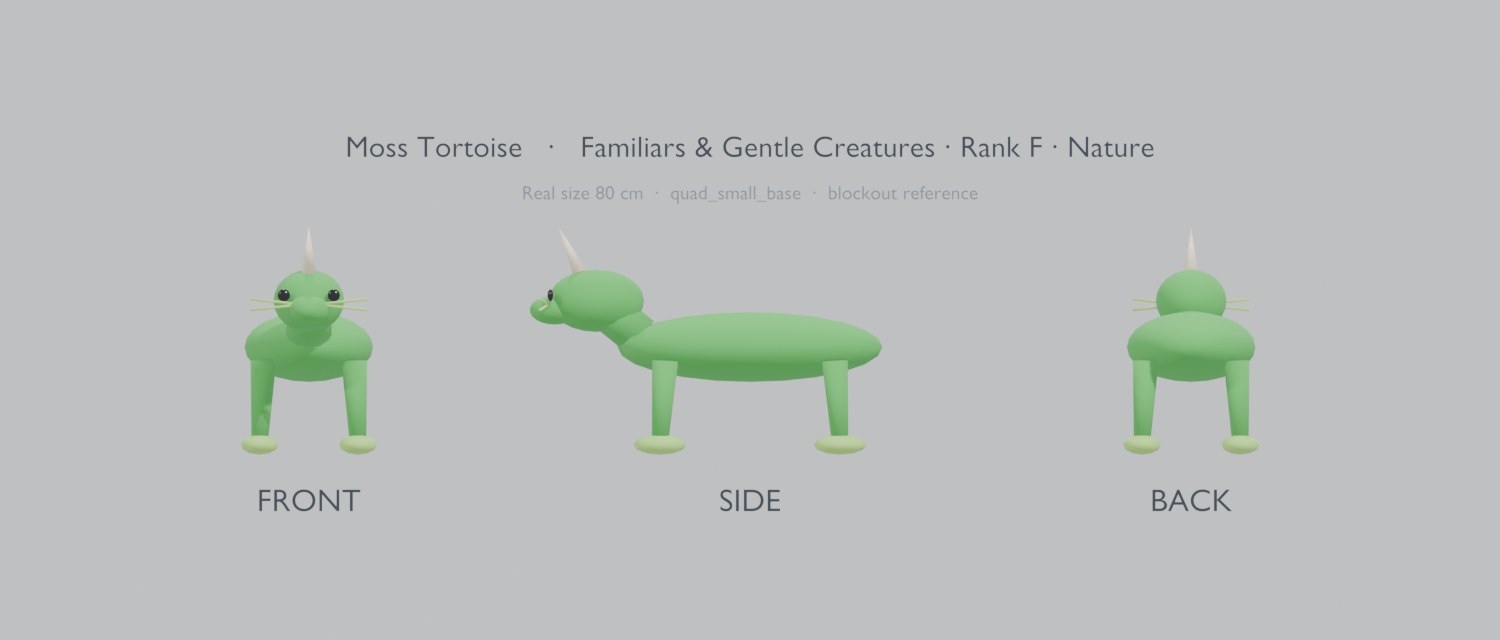 Moss Tortoise · Familiars & Gentle Creatures · Rank F · Nature
Real size 80 cm · quad_small_base · blockout reference
FRONT
SIDE
BACK